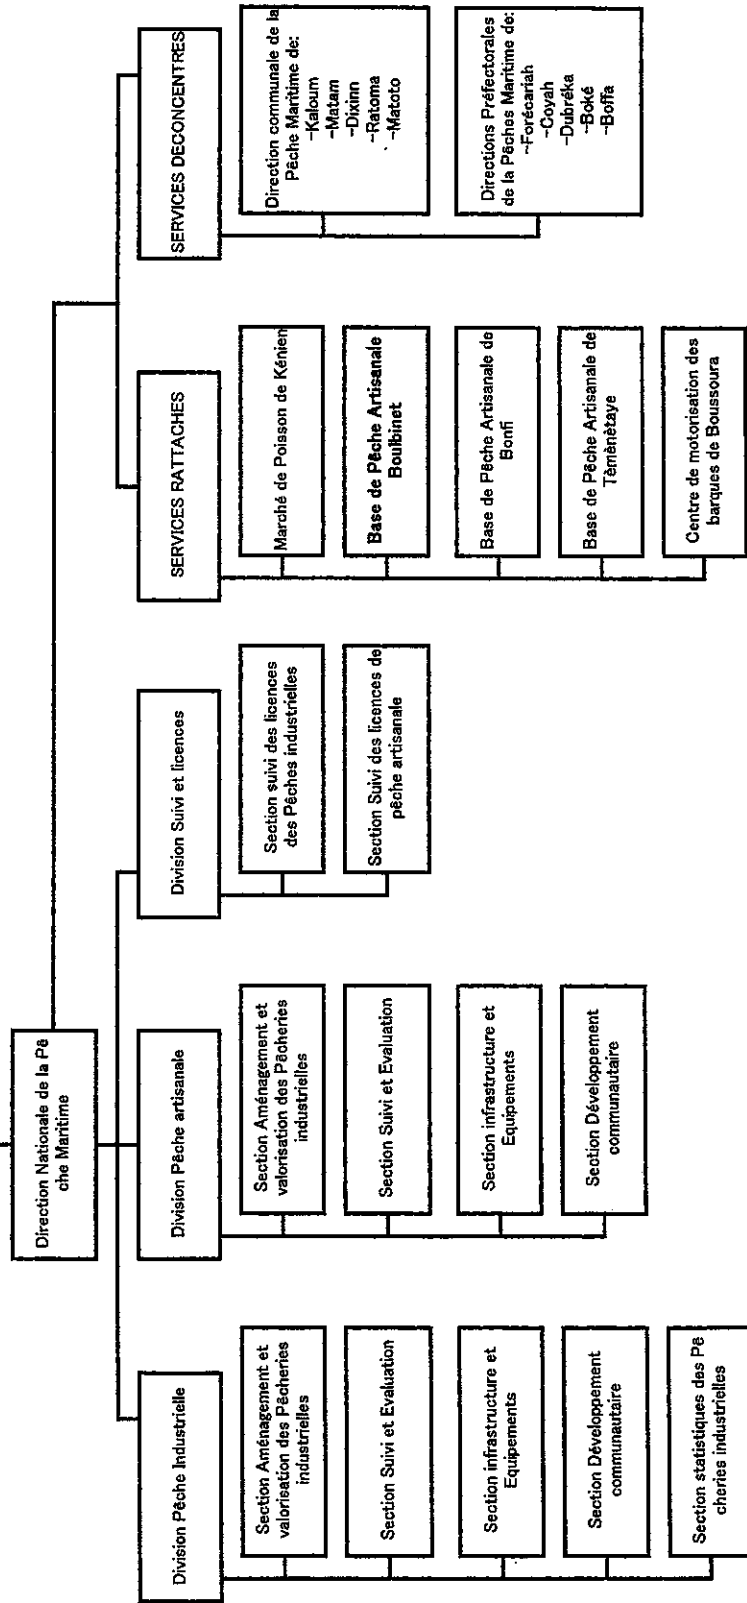 Direction Nationale de la Pê
che Maritime
Division Pêche Industrielle
Section Aménagement et
valorisation des Pêcheries
industrielles
Section Suivi et Evaluation
Section infrastructure et
Equipements
Section Développement
communautaire
Section statistiques des Pê
cheries industrielles
Division Pêche artisanale
Section Aménagement et
valorisation des Pêcheries
industrielles
Section Suivi et Evaluation
Section infrastructure et
Equipements
Section Développement
communautaire
Division Suivi et licences
Section suivi des licences
des Pêches industrielles
Section Suivi des licences de
pêche artisanale
SERVICES RATTACHES
Marché de Poisson de Kénien
Base de Pêche Artisanale
Boulbinet
Base de Pêche Artisanale de
Bonfi
Base de Pêche Artisanale de
Tèmènètaye
Centre de motorisation des
barques de Boussoura
SERVICES DECONCENTRES
Direction communale de la
Pêche Maritime de:
-Kaloum
-Matam
-Dixinn
-Ratoma
-Matoto
Directions Préfectorales
de la Pêches Maritime de:
-Forécariah
-Coyah
-Dubréka
-Boké
-Boffa